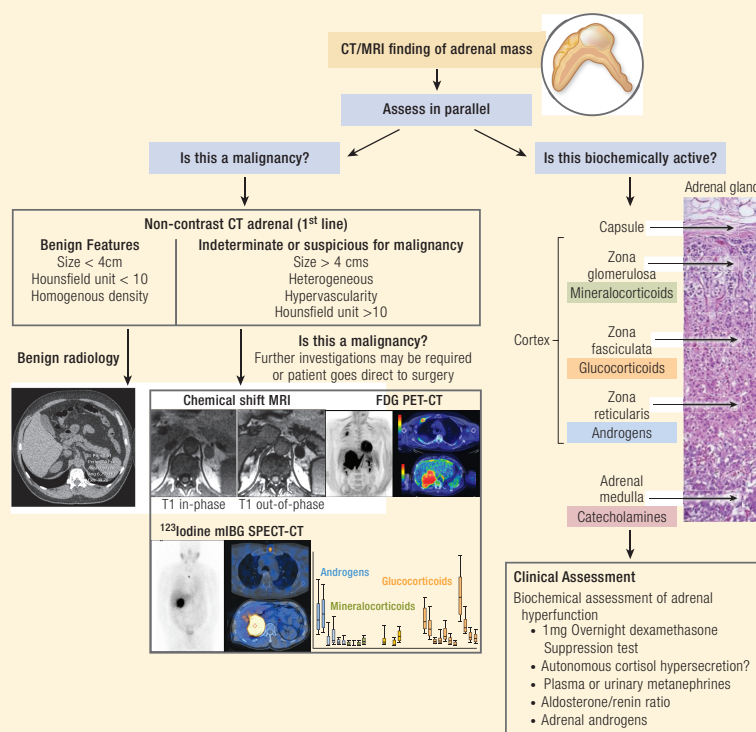 CT/MRI finding of adrenal mass
Assess in parallel
Is this a malignancy?
Is this biochemically active?
Non-contrast CT adrenal (1st line)
Benign Features
Size < 4cm
Hounsfield unit < 10
Homogenous density
Indeterminate or suspicious for malignancy
Size > 4 cms
Heterogeneous
Hypervascularity
Hounsfield unit >10
Benign radiology
Is this a malignancy?
Further investigations may be required
or patient goes direct to surgery
Chemical shift MRI
FDG PET-CT
T1 in-phase
T1 out-of-phase
123Iodine mIBG SPECT-CT
Androgens
Mineralocorticoids
Glucocorticoids
Adrenal gland
Capsule
Zona
glomerulosa
Mineralocorticoids
Cortex
Zona
fasciculata
Glucocorticoids
Zona
reticularis
Androgens
Adrenal
medulla
Catecholamines
Clinical Assessment
Biochemical assessment of adrenal
hyperfunction
• 1mg Overnight dexamethasone
Suppression test
• Autonomous cortisol hypersecretion?
• Plasma or urinary metanephrines
• Aldosterone/renin ratio
• Adrenal androgens